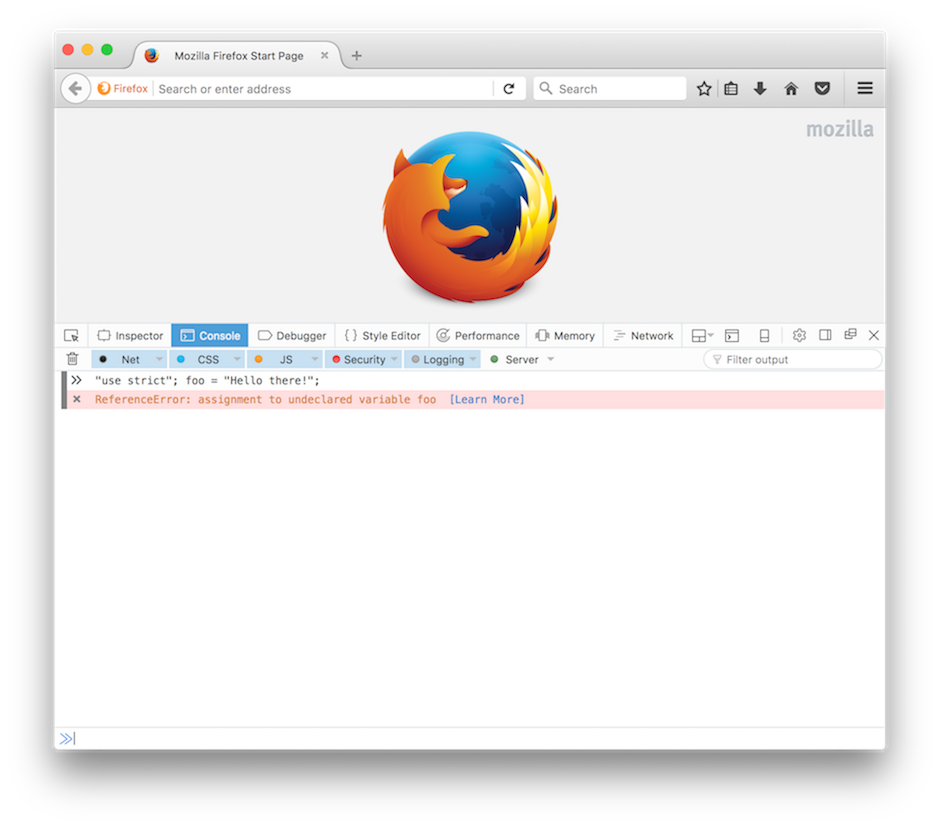 Mozilla Firefox Start Page
Firefox Search or enter address Search
mozilla
Inspector Console Debugger { } Style Editor Performance Memory Network
Net CSS JS Security Logging Server Filter output
"use strict"; foo = "Hello there!";
ReferenceError: assignment to undeclared variable foo [Learn More]